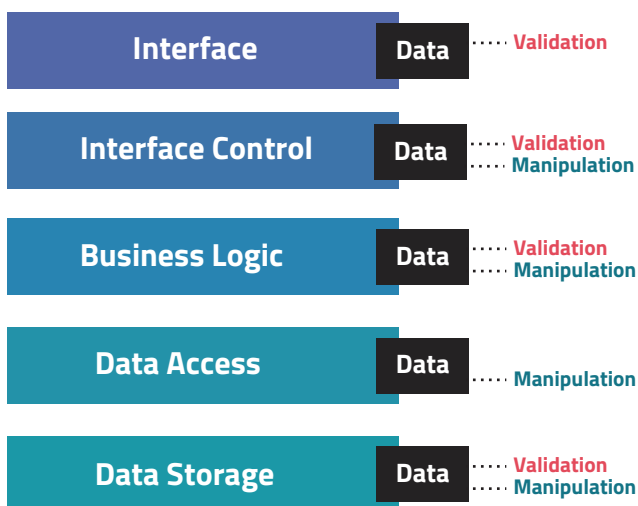 Interface
Data
Validation
Interface Control
Data
Validation
Manipulation
Business Logic
Data
Validation
Manipulation
Data Access
Data
Manipulation
Data Storage
Data
Validation
Manipulation